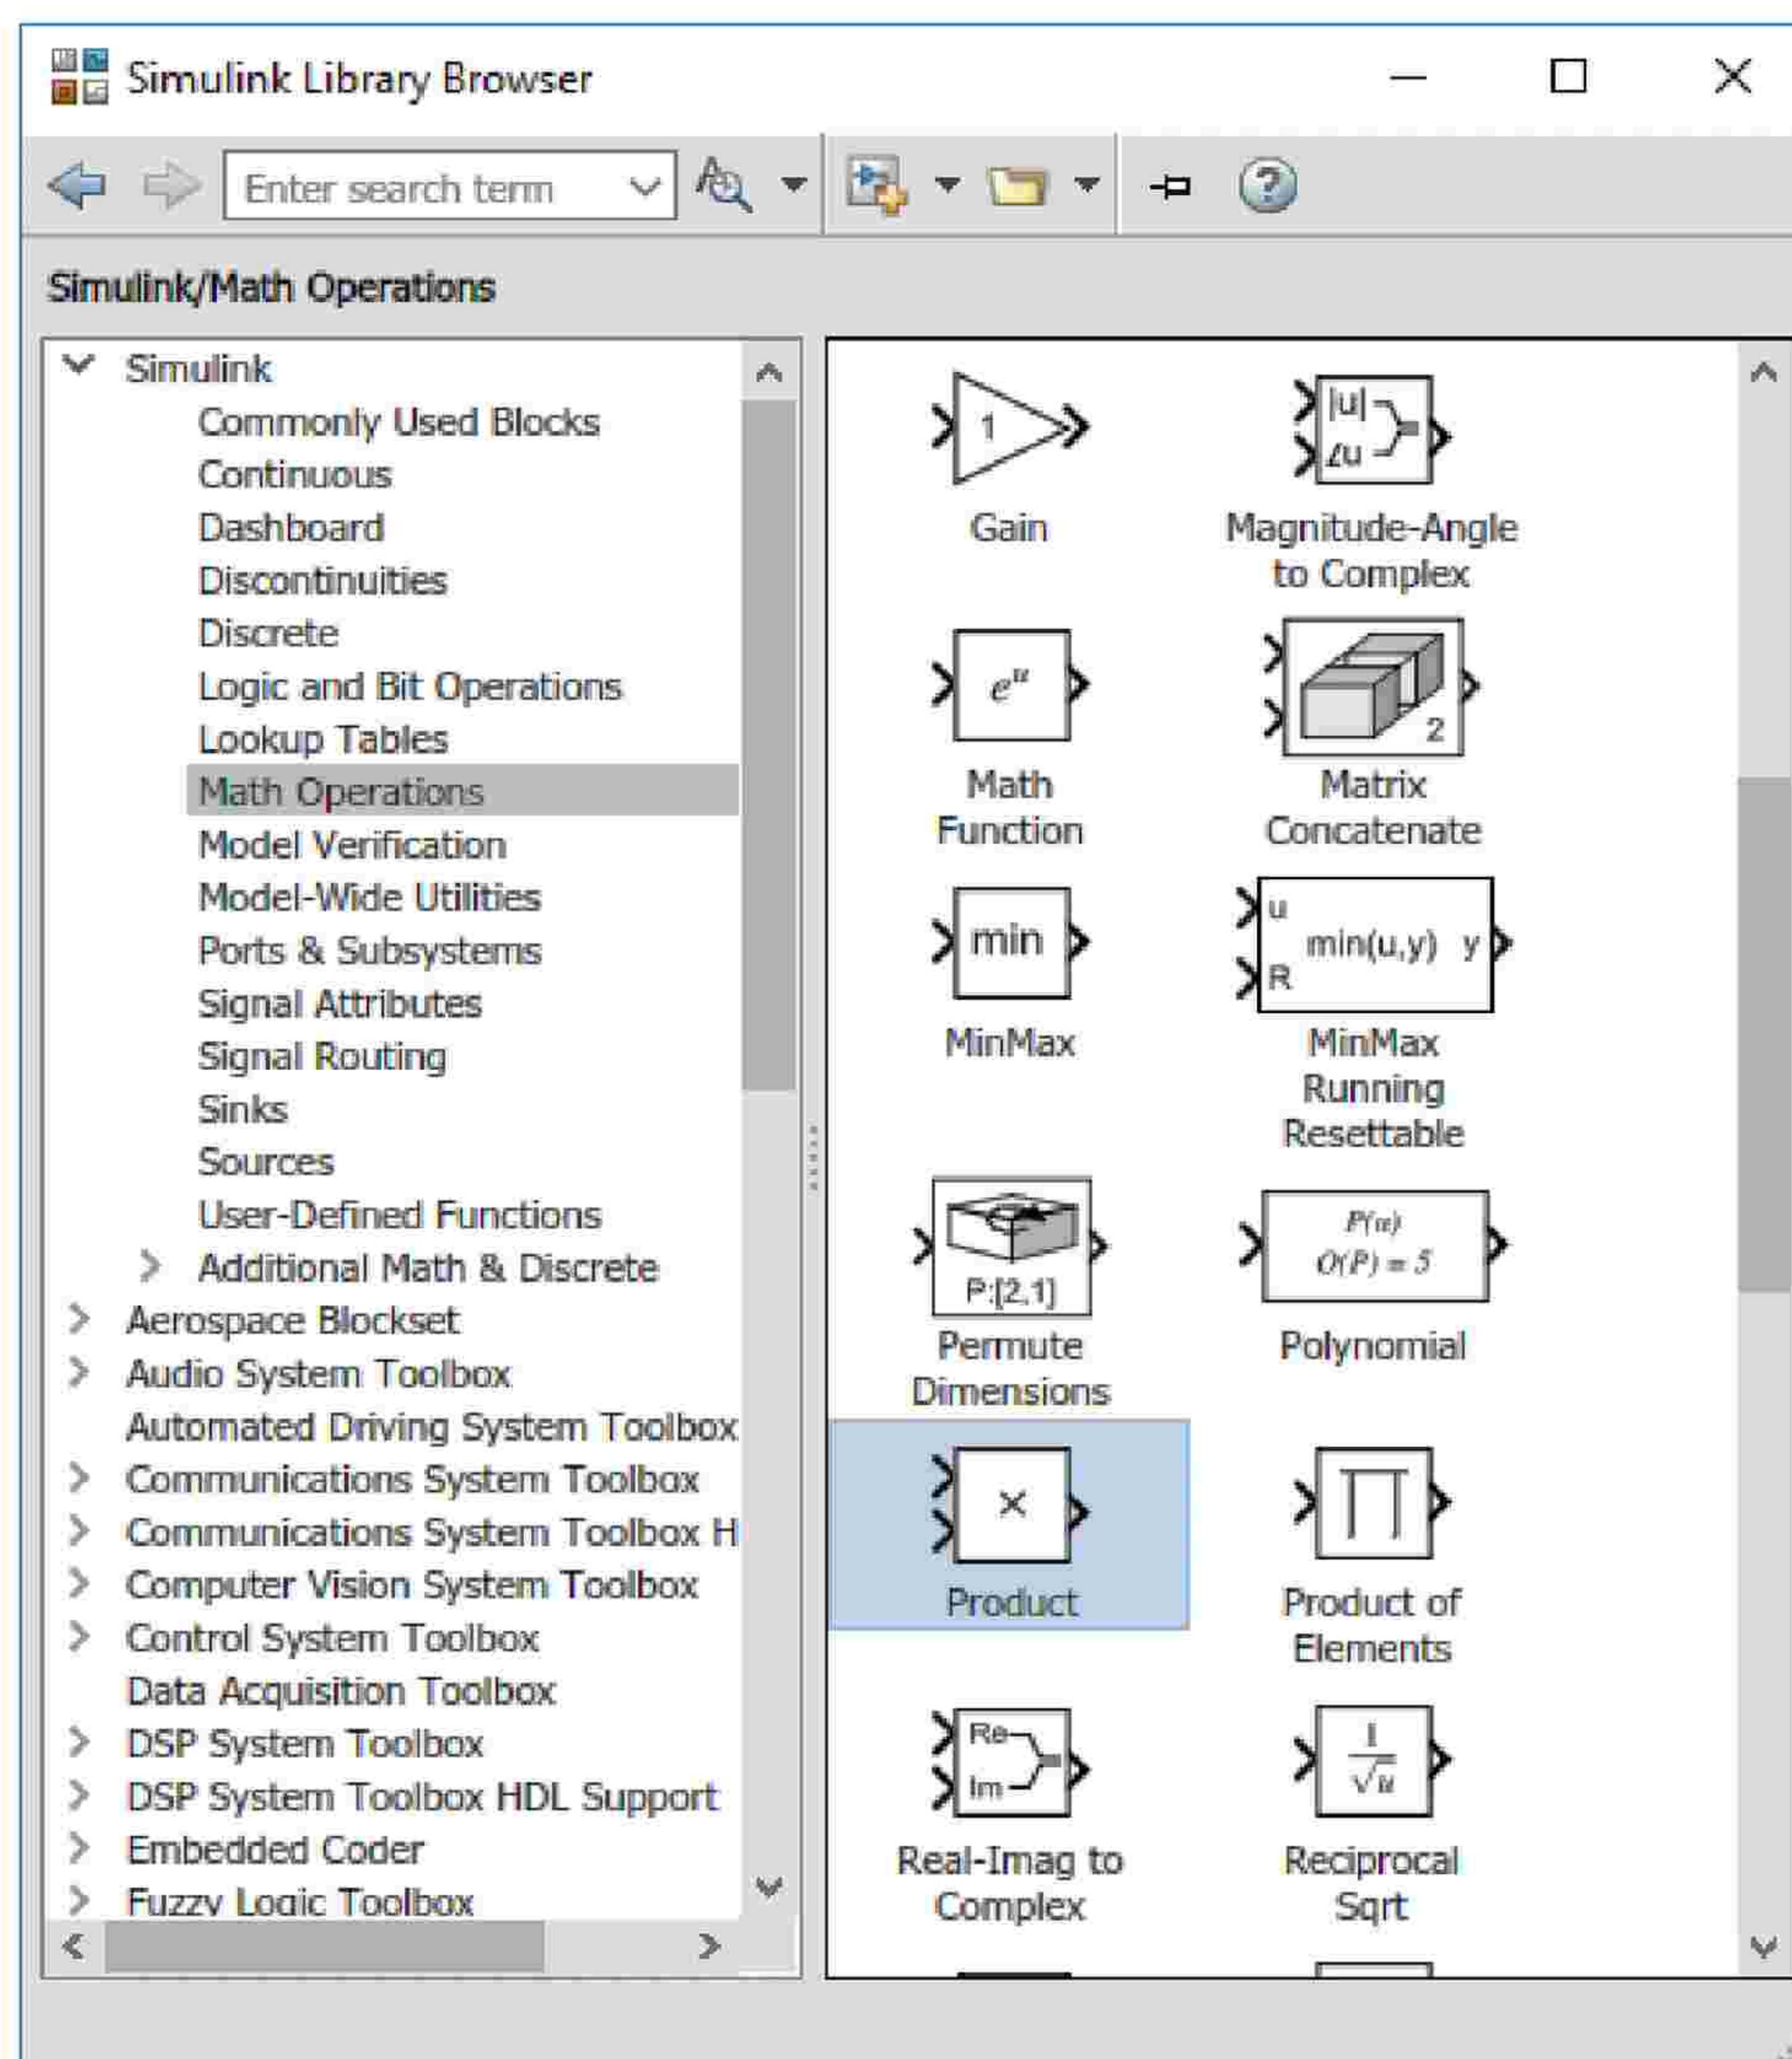 Simulink Library Browser
Enter search term
Simulink/Math Operations
Simulink
Commonly Used Blocks
Continuous
Dashboard
Discontinuities
Discrete
Logic and Bit Operations
Lookup Tables
Math Operations
Model Verification
Model-Wide Utilities
Ports & Subsystems
Signal Attributes
Signal Routing
Sinks
Sources
User-Defined Functions
Additional Math & Discrete
Aerospace Blockset
Audio System Toolbox
Automated Driving System Toolbox
Communications System Toolbox
Communications System Toolbox H
Computer Vision System Toolbox
Control System Toolbox
Data Acquisition Toolbox
DSP System Toolbox
DSP System Toolbox HDL Support
Embedded Coder
Fuzzy Logic Toolbox
1
Gain
|u|
∠u
Magnitude-Angle
to Complex
e^u
Math
Function
2
Matrix
Concatenate
min
MinMax
u
min(u,y) y
R
MinMax
Running
Resettable
P:[2,1]
Permute
Dimensions
P(u)
O(P) = 5
Polynomial
×
Product
∏
Product of
Elements
Re
Im
Real-Imag to
Complex
1
√u
Reciprocal
Sqrt